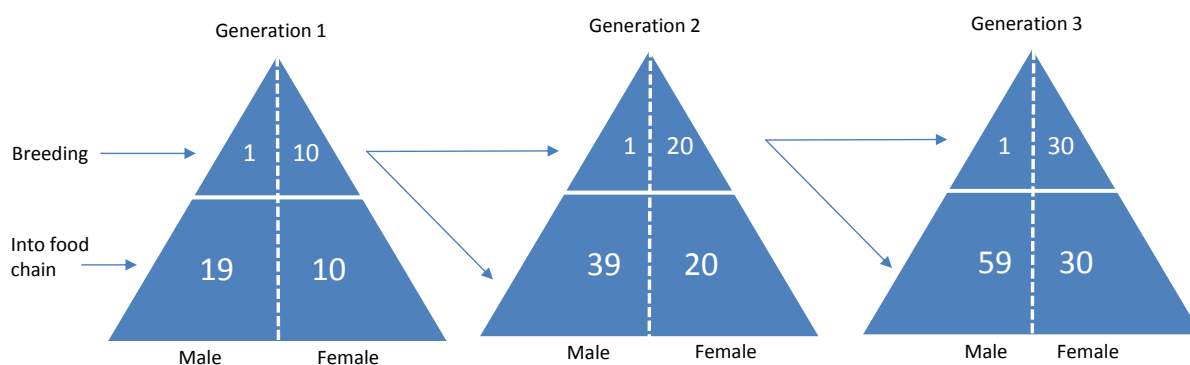 Generation 1
Generation 2
Generation 3
Breeding
1
10
1
20
1
30
Into food
chain
19
10
39
20
59
30
Male
Female
Male
Female
Male
Female